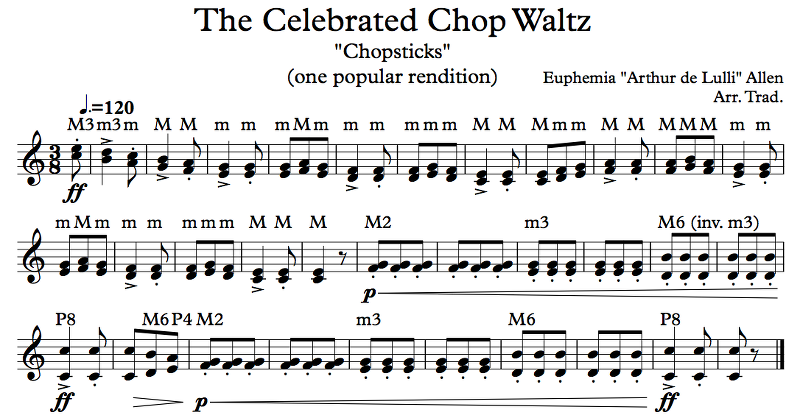 The Celebrated Chop Waltz
"Chopsticks"
(one popular rendition)
Euphemia "Arthur de Lulli" Allen
Arr. Trad.
♩.=120
M3 m3 m M M m m m M M m m m m m M M M m m M M M M M m m
3
8
ff
m M m m m m m m M M M M2 m3 M6 (inv. m3)
p
P8 M6 P4 M2 m3 M6 P8
ff p ff